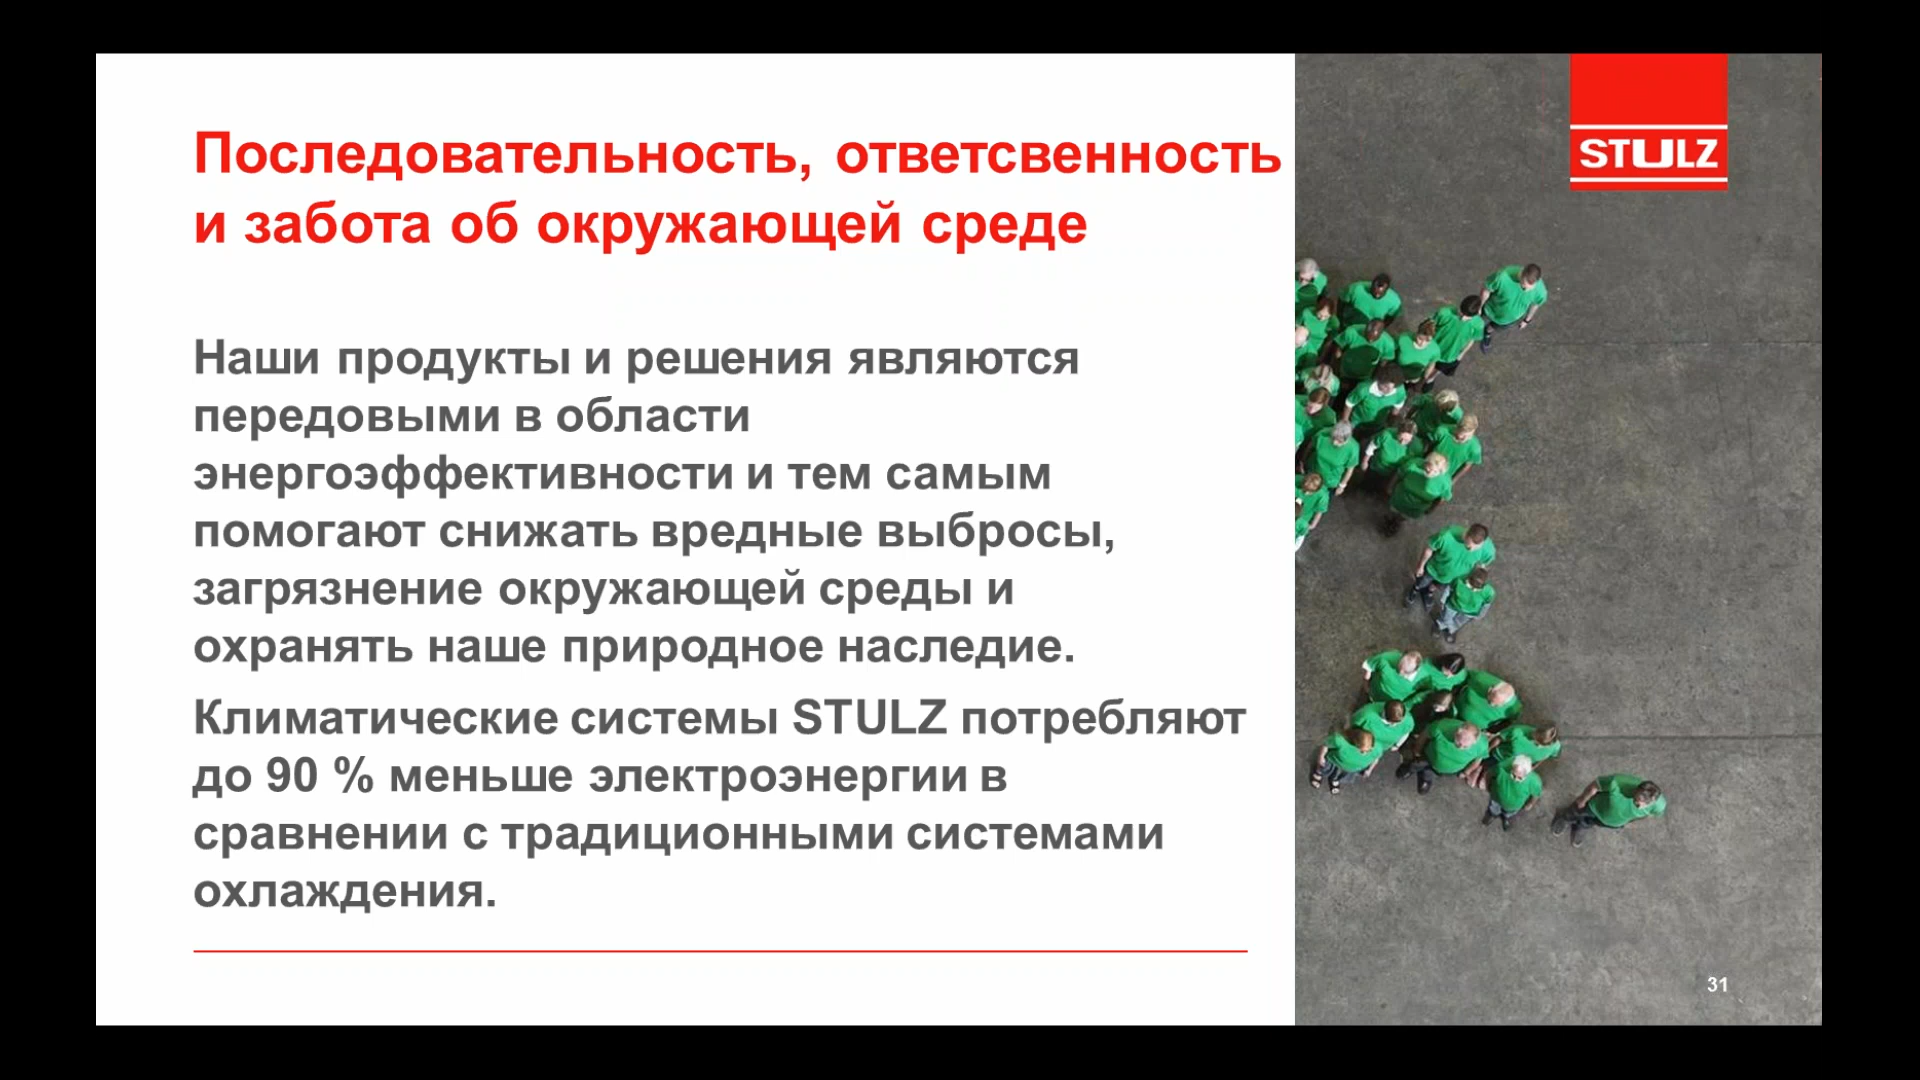 Последовательность, ответсвенность
и забота об окружающей среде
STULZ
Наши продукты и решения являются
передовыми в области
энергоэффективности и тем самым
помогают снижать вредные выбросы,
загрязнение окружающей среды и
охранять наше природное наследие.
Климатические системы STULZ потребляют
до 90 % меньше электроэнергии в
сравнении с традиционными системами
охлаждения.
31